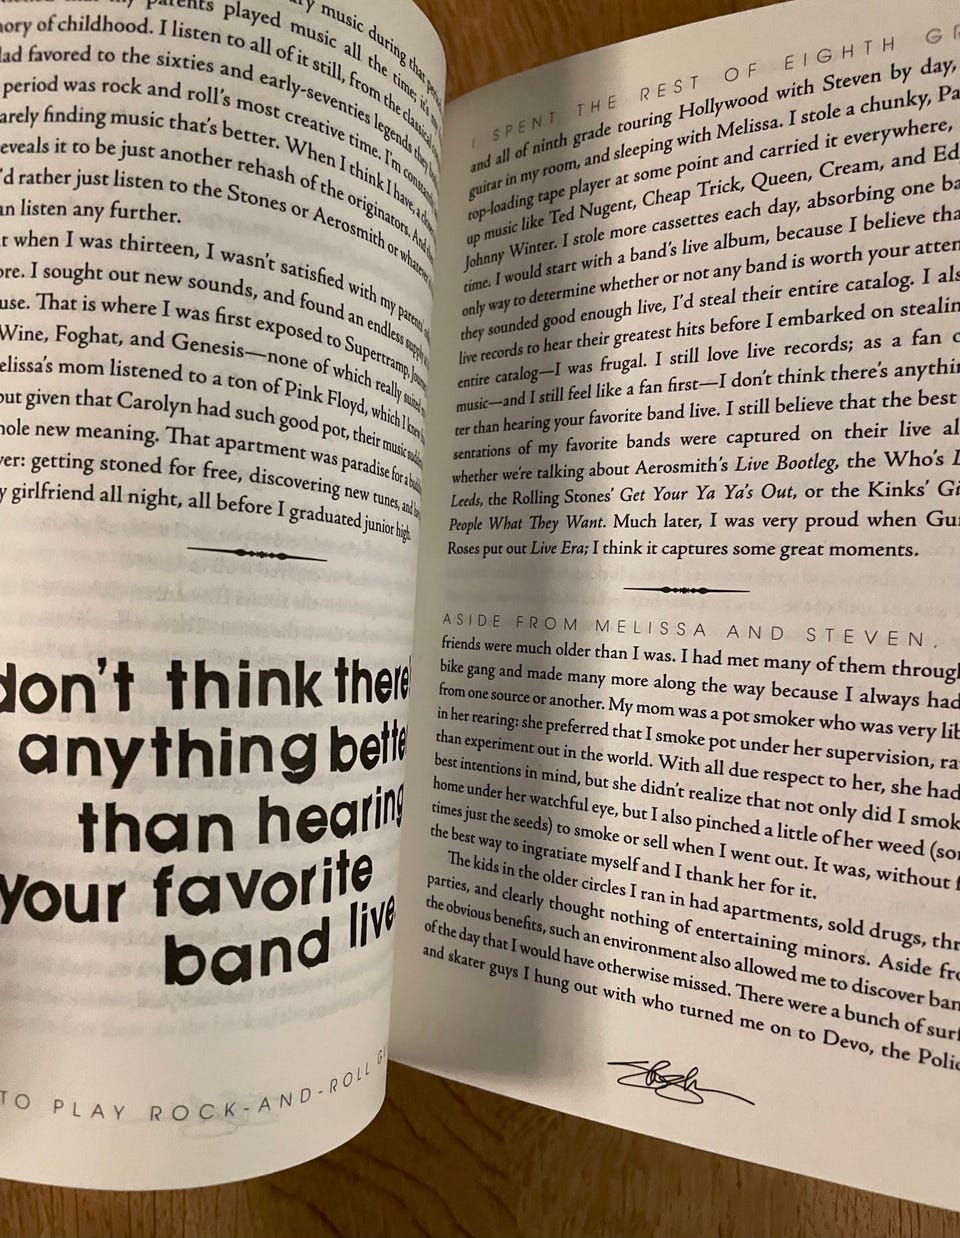 music during that
parents played music all the time; it's
ory of childhood. I listen to all of it still, from the classical
ad favored to the sixties and early-seventies legends they
period was rock and roll's most creative time. I'm constantly
arely finding music that's better. When I think I have, a
eveals it to be just another rehash of the originators. And
'd rather just listen to the Stones or Aerosmith or whatever
an listen any further.
t when I was thirteen, I wasn't satisfied with my parents'
ore. I sought out new sounds, and found an endless supply
use. That is where I was first exposed to Supertramp, Journey,
Wine, Foghat, and Genesis—none of which really suited
elissa's mom listened to a ton of Pink Floyd, which I knew
out given that Carolyn had such good pot, their music
hole new meaning. That apartment was paradise for a
ver: getting stoned for free, discovering new tunes, and
y girlfriend all night, all before I graduated junior high.
don't think there
anything better
than hearing
your favorite
band live
TO PLAY ROCK-AND-ROLL G
I SPENT THE REST OF EIGHTH GR
and all of ninth grade touring Hollywood with Steven by day,
guitar in my room, and sleeping with Melissa. I stole a chunky, Pa
top-loading tape player at some point and carried it everywhere,
up music like Ted Nugent, Cheap Trick, Queen, Cream, and Ed
Johnny Winter. I stole more cassettes each day, absorbing one ba
time. I would start with a band's live album, because I believe tha
only way to determine whether or not any band is worth your atten
they sounded good enough live, I'd steal their entire catalog. I als
live records to hear their greatest hits before I embarked on stealin
entire catalog—I was frugal. I still love live records; as a fan o
music—and I still feel like a fan first—I don't think there's anythin
ter than hearing your favorite band live. I still believe that the best
sentations of my favorite bands were captured on their live al
whether we're talking about Aerosmith's Live Bootleg, the Who's L
Leeds, the Rolling Stones' Get Your Ya Ya's Out, or the Kinks' Gi
People What They Want. Much later, I was very proud when Gu
Roses put out Live Era; I think it captures some great moments.
ASIDE FROM MELISSA AND STEVEN,
friends were much older than I was. I had met many of them through
bike gang and made many more along the way because I always had
from one source or another. My mom was a pot smoker who was very lib
in her rearing: she preferred that I smoke pot under her supervision, ra
than experiment out in the world. With all due respect to her, she had
best intentions in mind, but she didn't realize that not only did I smok
home under her watchful eye, but I also pinched a little of her weed (so
times just the seeds) to smoke or sell when I went out. It was, without f
the best way to ingratiate myself and I thank her for it.
The kids in the older circles I ran in had apartments, sold drugs, thr
parties, and clearly thought nothing of entertaining minors. Aside fro
the obvious benefits, such an environment also allowed me to discover ban
of the day that I would have otherwise missed. There were a bunch of surf
and skater guys I hung out with who turned me on to Devo, the Polic
Slash